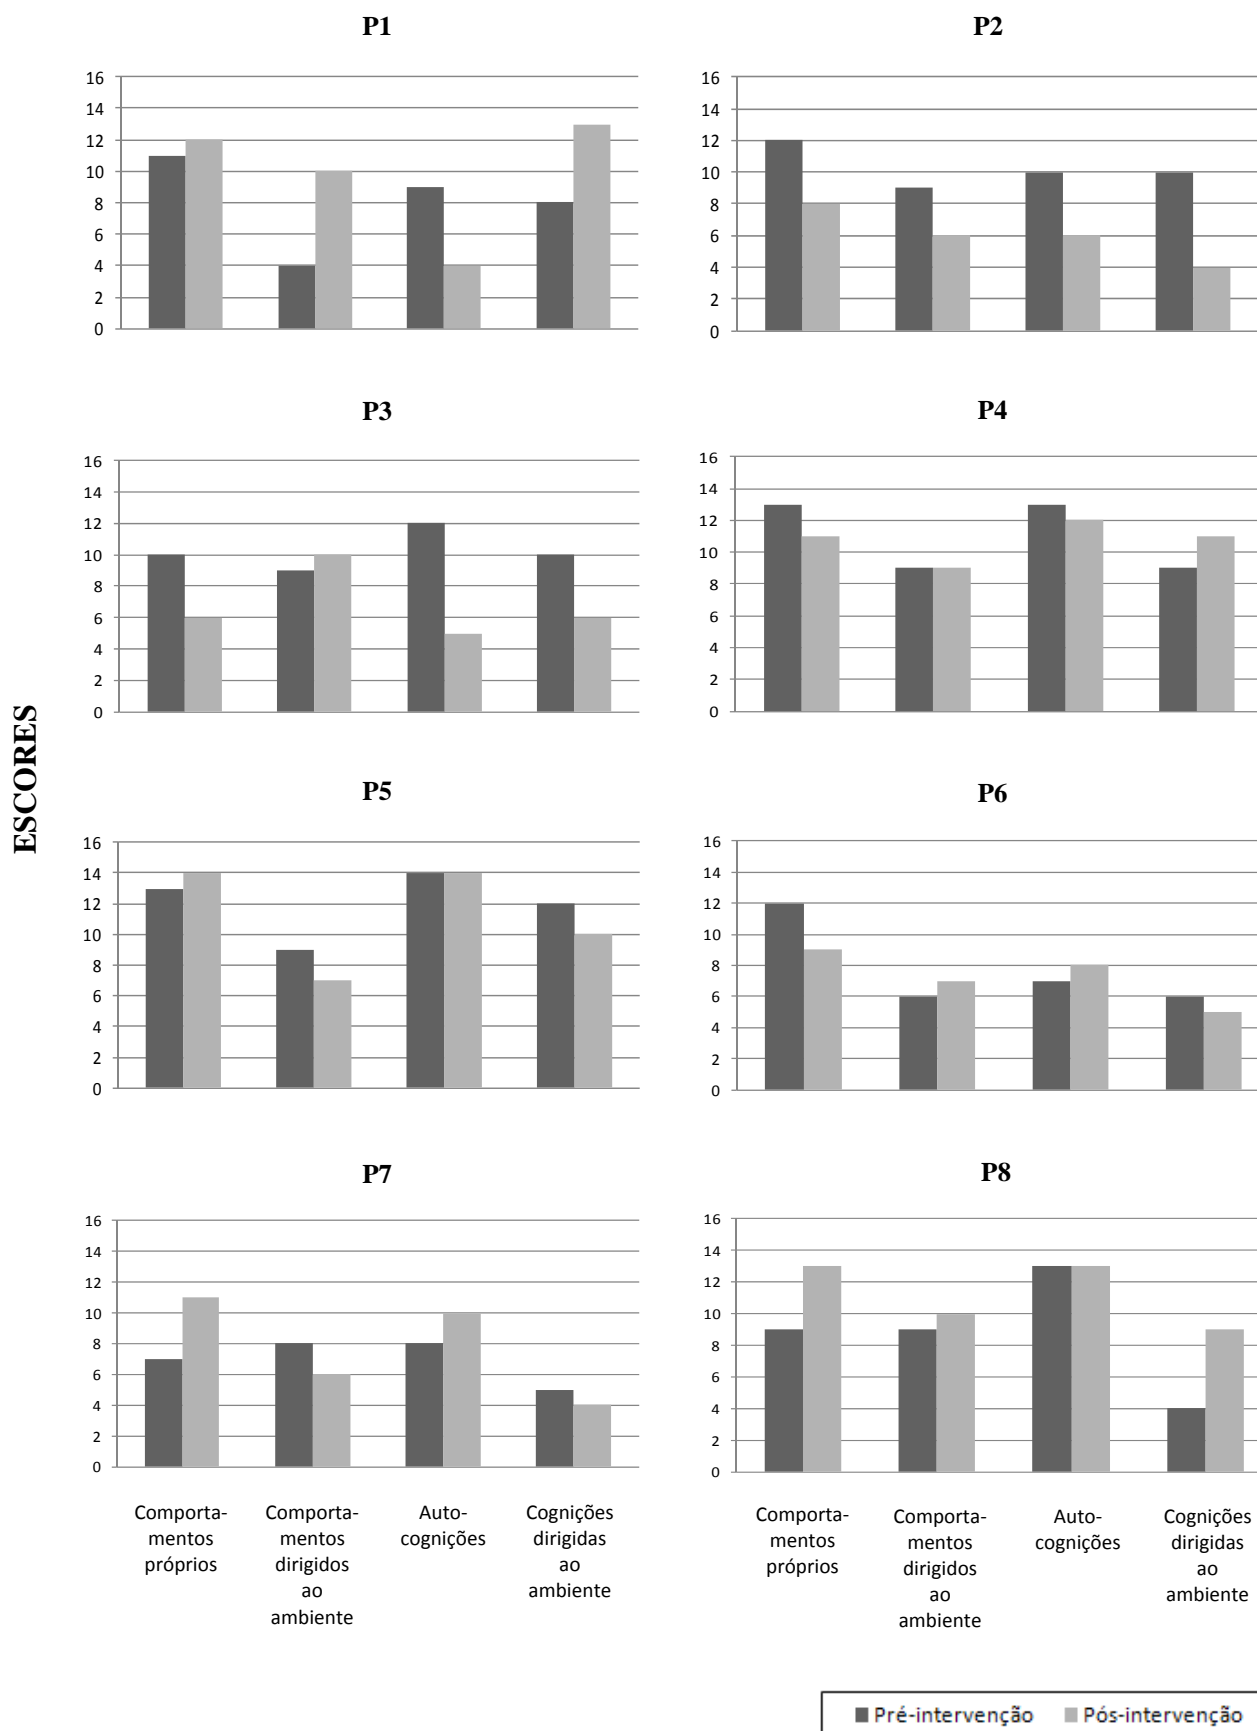 P1
16
14
12
10
8
6
4
2
0
P2
16
14
12
10
8
6
4
2
0
P3
16
14
12
10
8
6
4
2
0
P4
16
14
12
10
8
6
4
2
0
ESCORES
P5
16
14
12
10
8
6
4
2
0
P6
16
14
12
10
8
6
4
2
0
P7
16
14
12
10
8
6
4
2
0
Comporta-
mentos
próprios
Comporta-
mentos
dirigidos
ao
ambiente
Auto-
cognições
Cognições
dirigidas
ao
ambiente
P8
16
14
12
10
8
6
4
2
0
Comporta-
mentos
próprios
Comporta-
mentos
dirigidos
ao
ambiente
Auto-
cognições
Cognições
dirigidas
ao
ambiente
Pré-intervenção
Pós-intervenção